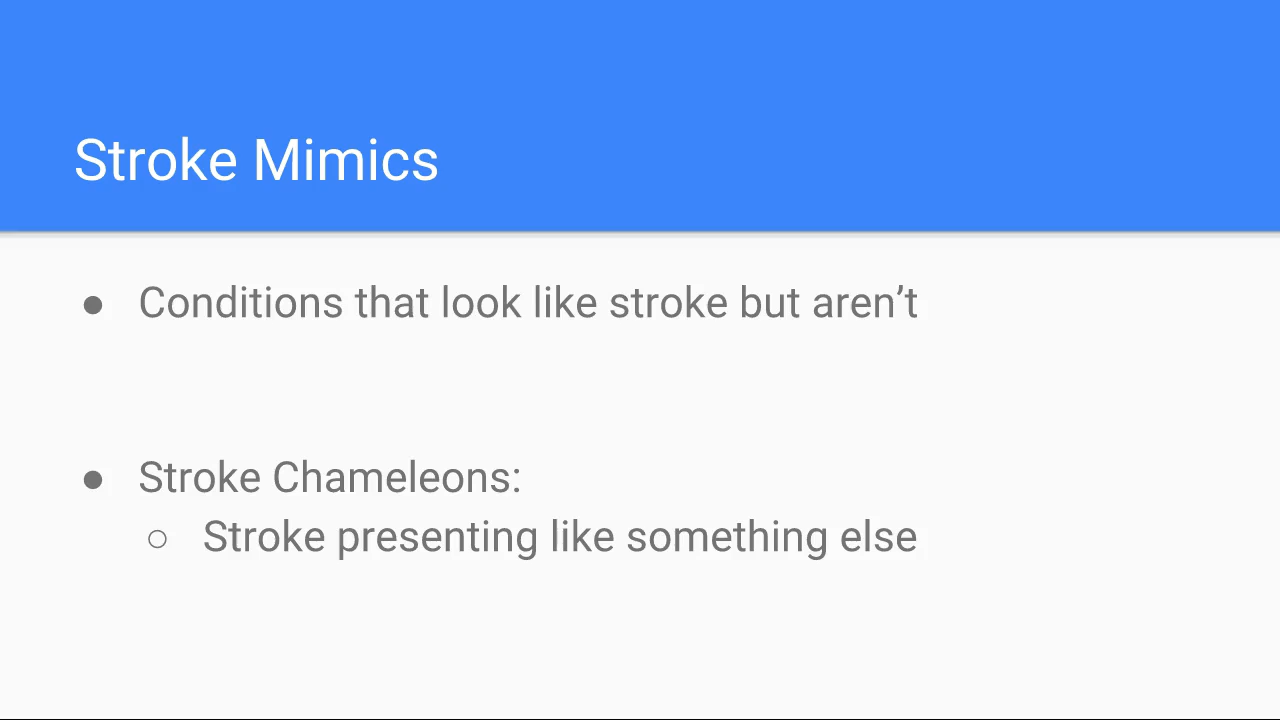 Stroke Mimics
● Conditions that look like stroke but aren’t
● Stroke Chameleons:
○ Stroke presenting like something else